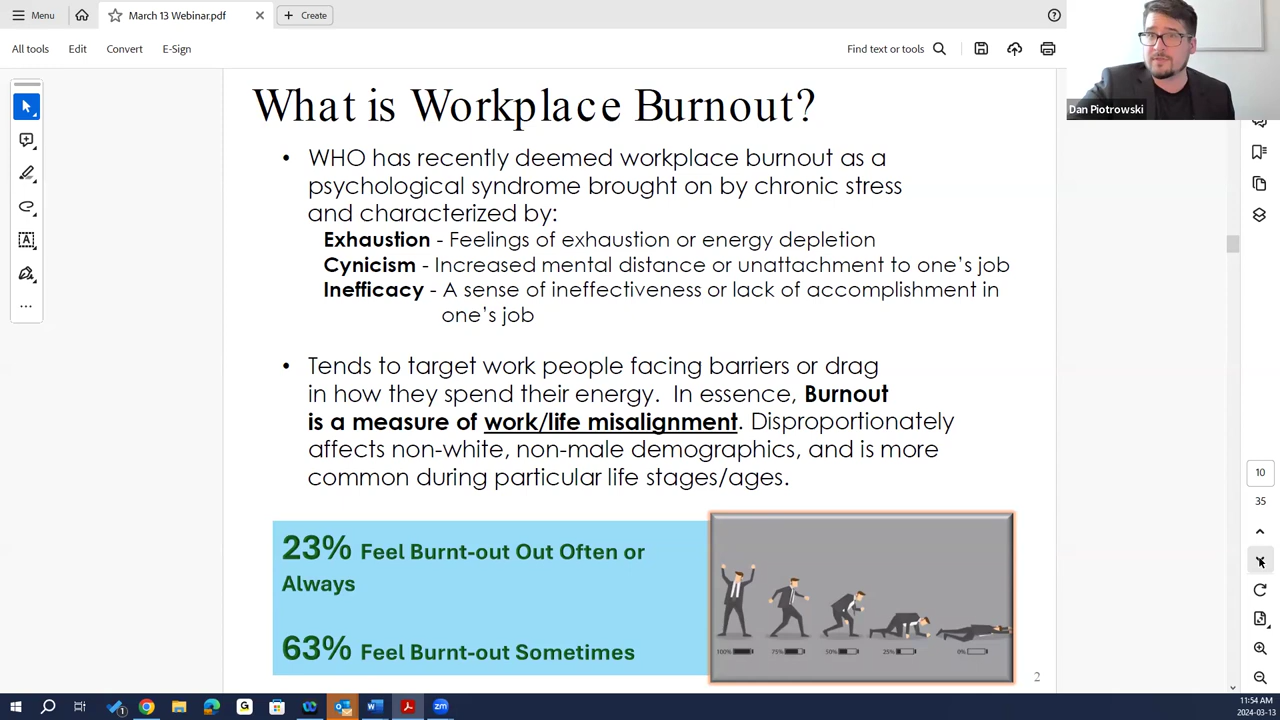 Menu
March 13 Webinar.pdf
Create
All tools
Edit
Convert
E-Sign
Find text or tools
Dan Piotrowski
What is Workplace Burnout?
• WHO has recently deemed workplace burnout as a
psychological syndrome brought on by chronic stress
and characterized by:
Exhaustion - Feelings of exhaustion or energy depletion
Cynicism - Increased mental distance or unattachment to one's job
Inefficacy - A sense of ineffectiveness or lack of accomplishment in
one's job
• Tends to target work people facing barriers or drag
in how they spend their energy. In essence, Burnout
is a measure of work/life misalignment. Disproportionately
affects non-white, non-male demographics, and is more
common during particular life stages/ages.
23% Feel Burnt-out Out Often or
Always
63% Feel Burnt-out Sometimes
100% 75% 50% 25% 0%
2
10
35
11:54 AM
2024-03-13